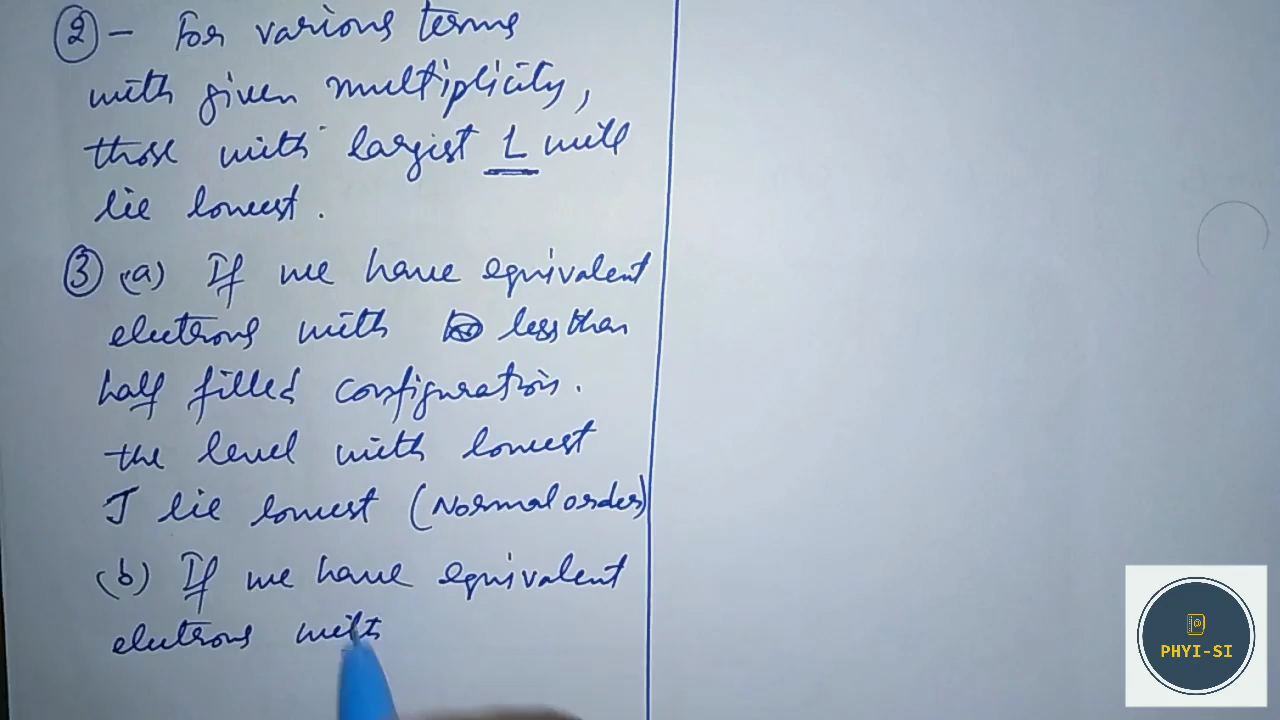 ② - For various terms
with given multiplicity,
those with largist L will
lie lowest.
③ (a) If we have equivalent
electrons with less than
half filled configuration.
the level with lowest
J lie lowest (Normal order)
(b) If we have equivalent
electrons with
PHYI-SI